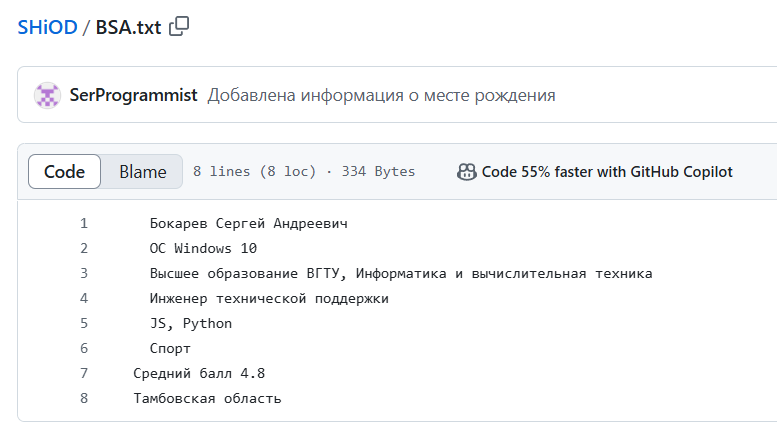 SHiOD / BSA.txt
SerProgrammist Добавлена информация о месте рождения
Code Blame 8 lines (8 loc) · 334 Bytes Code 55% faster with GitHub Copilot
1 Бокарев Сергей Андреевич
2 ОС Windows 10
3 Высшее образование ВГТУ, Информатика и вычислительная техника
4 Инженер технической поддержки
5 JS, Python
6 Спорт
7 Средний балл 4.8
8 Тамбовская область